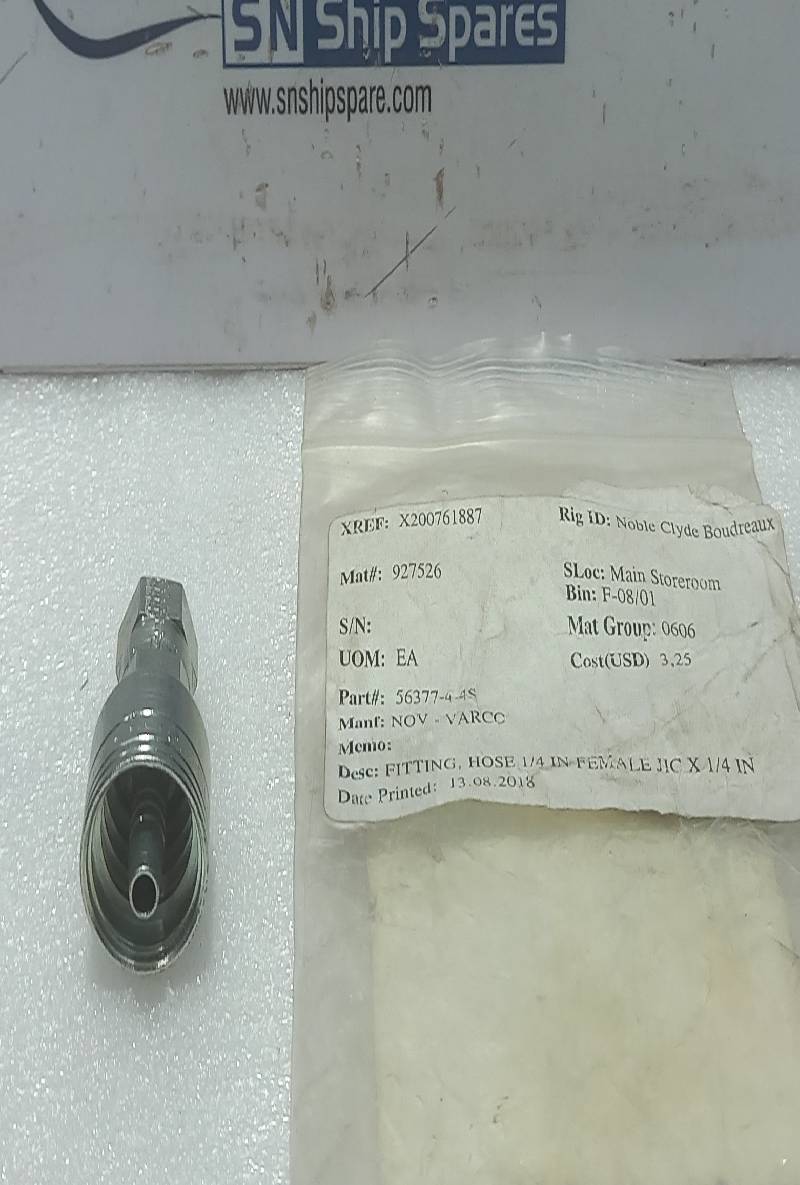 SN Ship Spares
www.snshipspare.com
XREF: X200761887
Rig ID: Noble Clyde Boudreaux
Mat#: 927526
SLoc: Main Storeroom
Bin: F-08/01
S/N:
Mat Group: 0606
UOM: EA
Cost(USD) 3,25
Part#: 56377-4-4S
Manf: NOV - VARCO
Memo:
Desc: FITTING, HOSE 1/4 IN FEMALE JIC X 1/4 IN
Date Printed: 13.08.2018